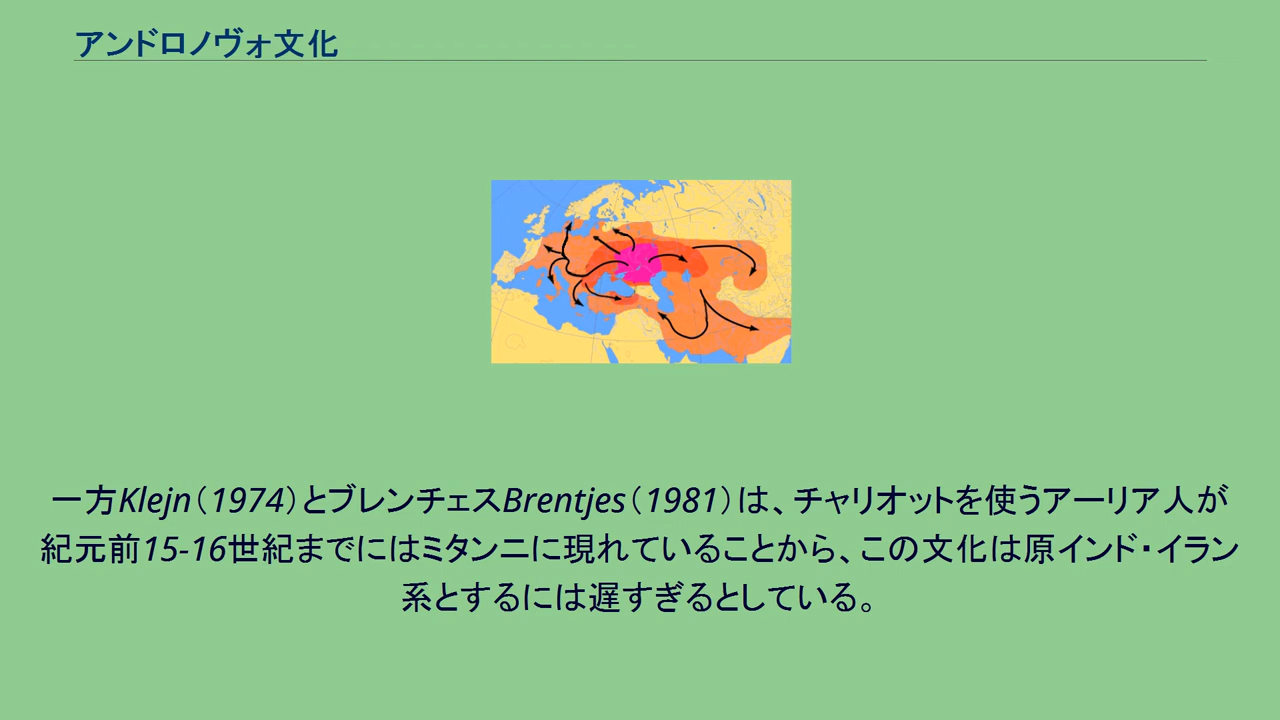 アンドロノヴォ文化
一方Klejn（1974）とブレンチェスBrentjes（1981）は、チャリオットを使うアーリア人が
紀元前15-16世紀までにはミタンニに現れていることから、この文化は原インド・イラン
系とするには遅すぎるとしている。